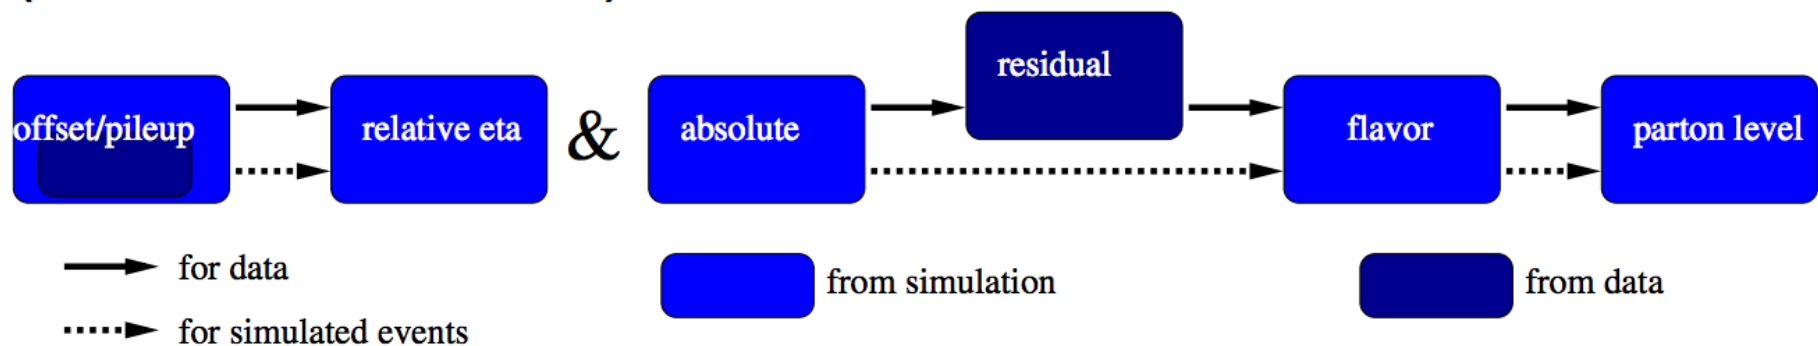 residual
offset/pileup
relative eta
&
absolute
flavor
parton level
for data
from simulation
from data
for simulated events